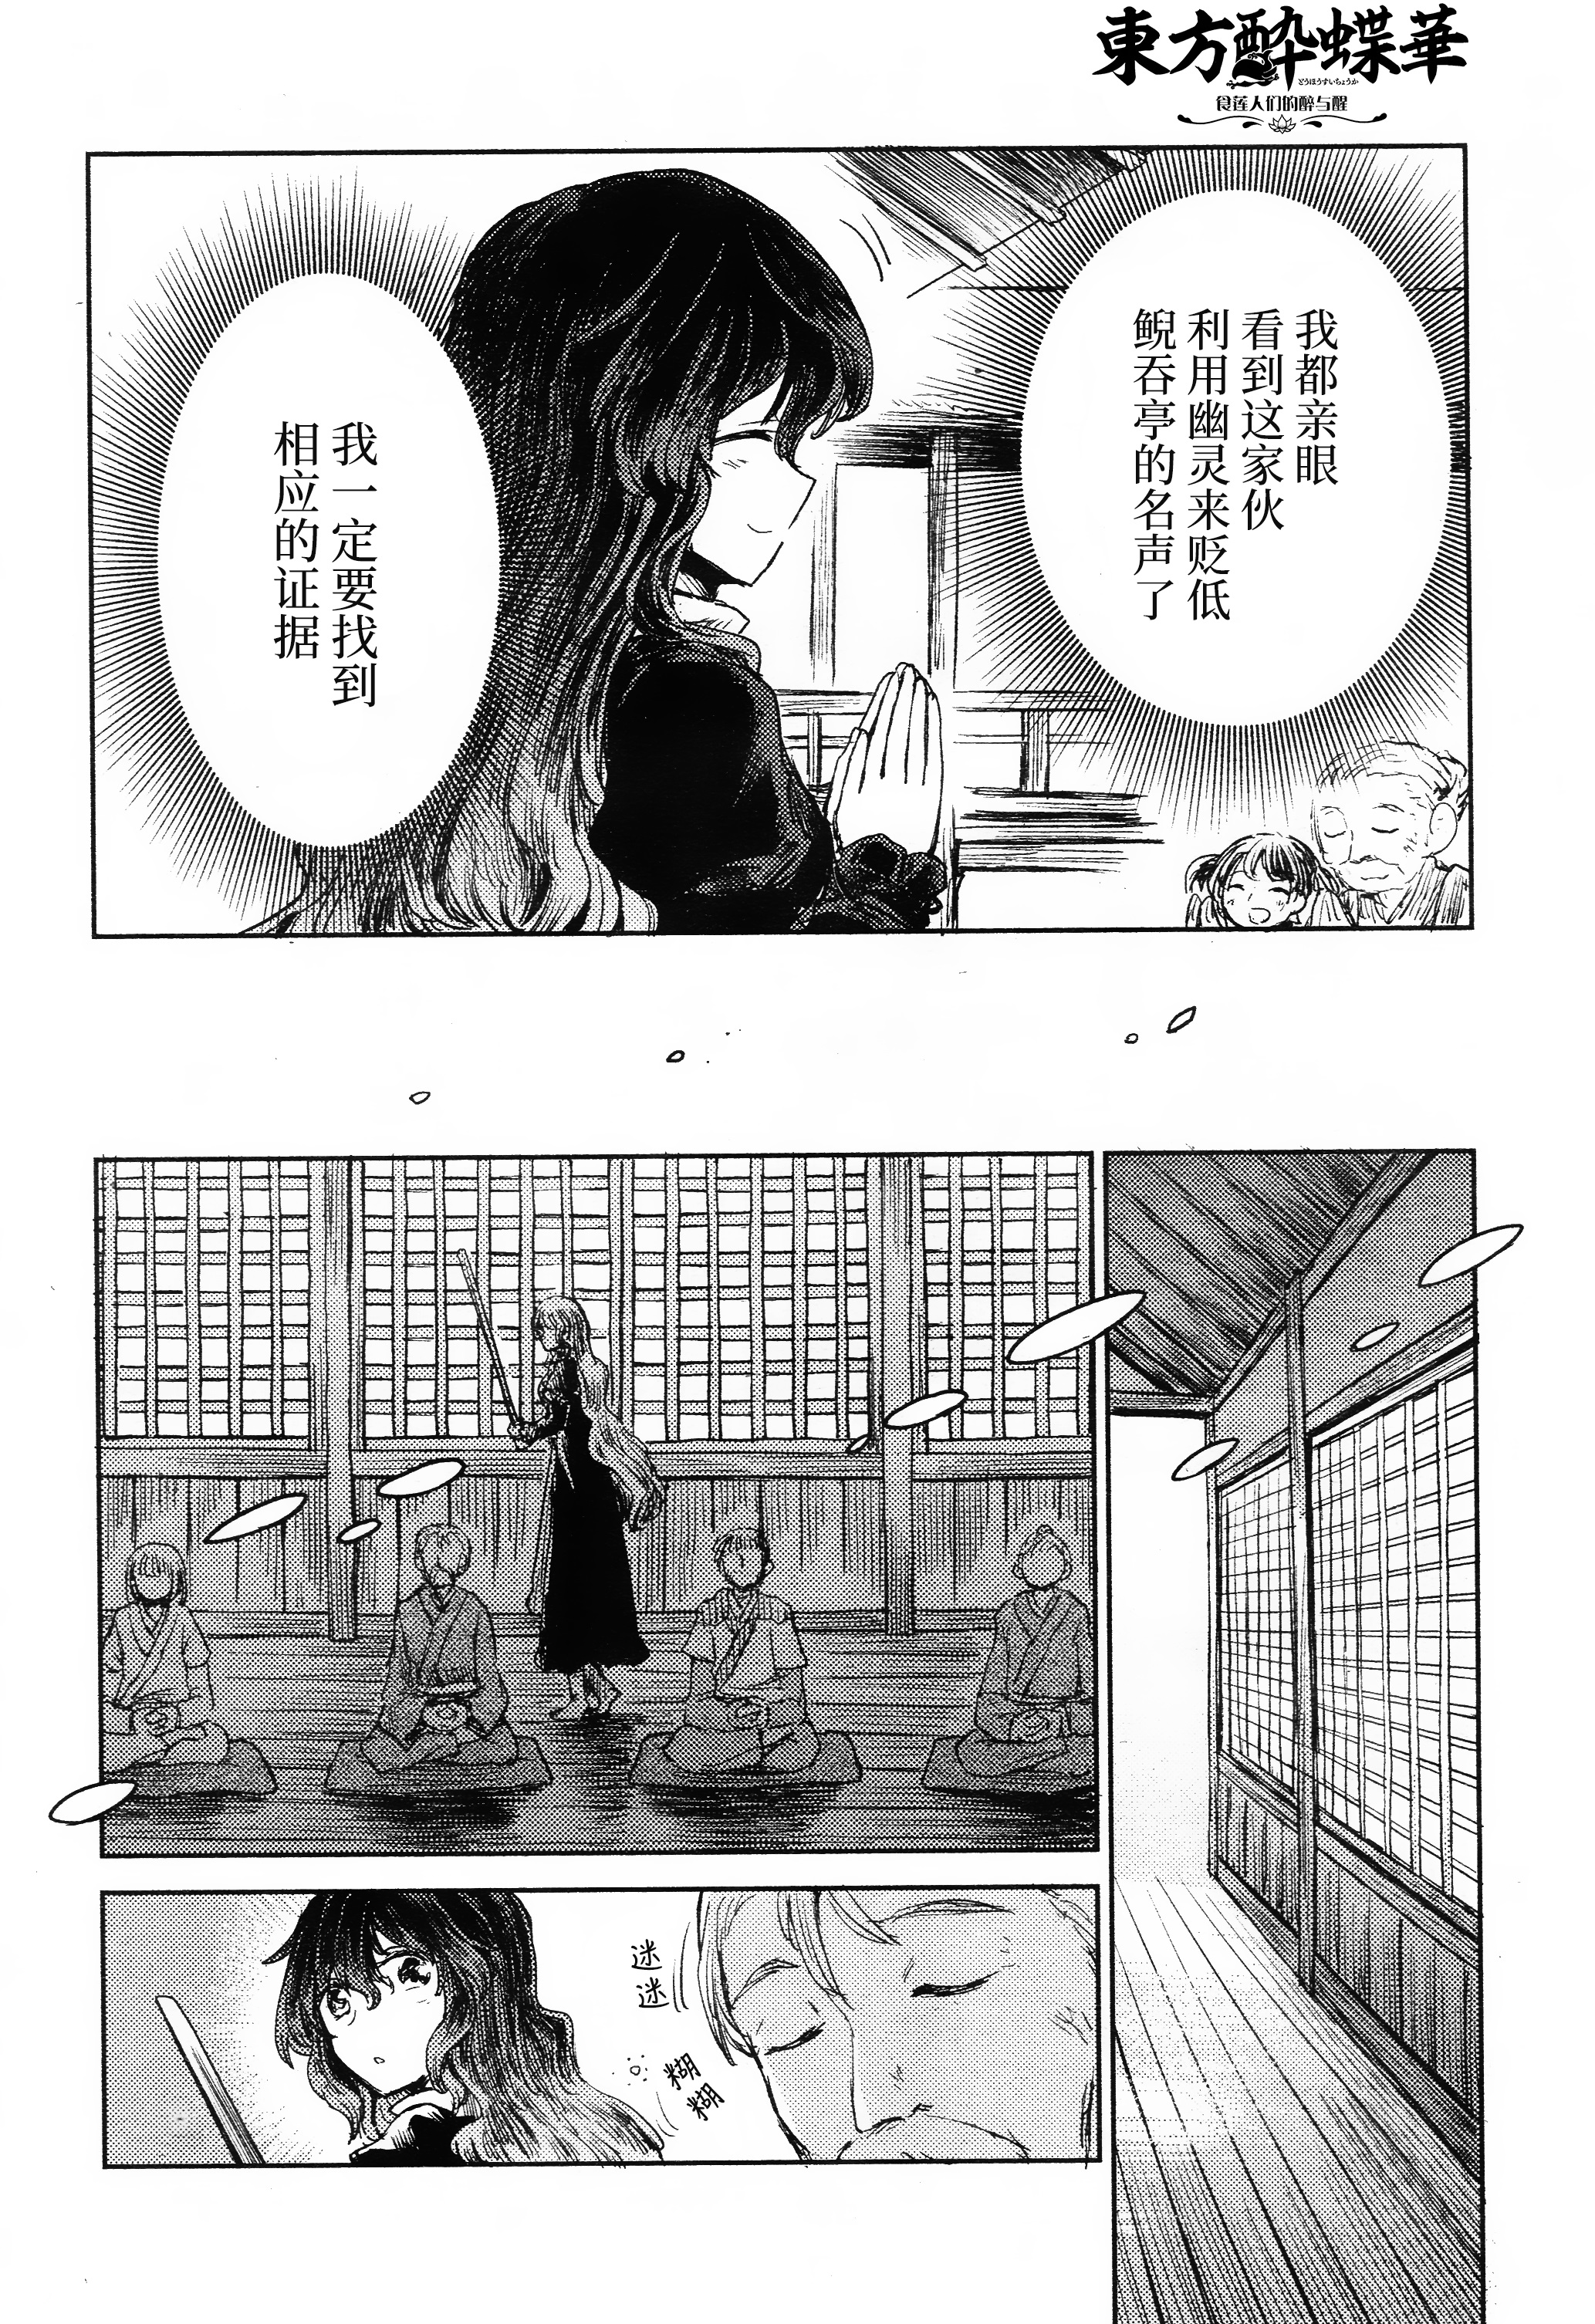 東方酔蝶華
とうほうすいちょうか
食莲人们的醉与醒
我都亲眼
看到这家伙
利用幽灵来贬低
鲵吞亭的名声了
我一定要找到
相应的证据
迷迷
糊糊